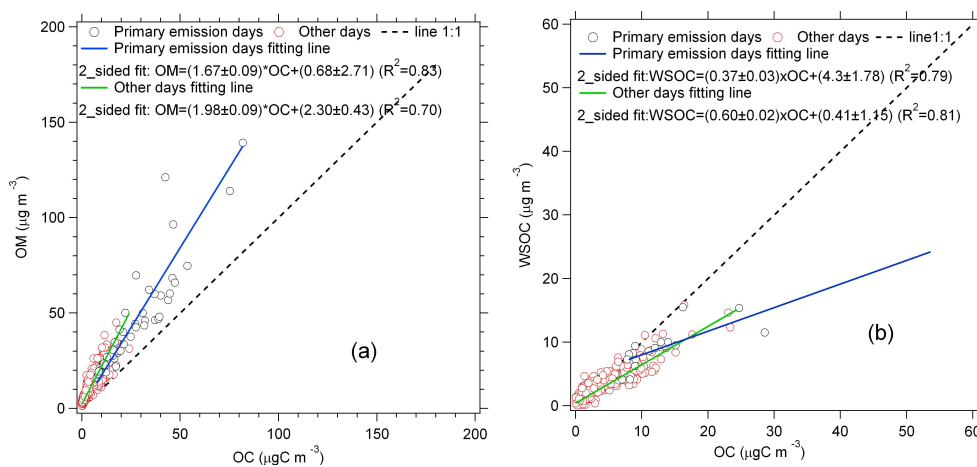 200
150
100
50
0
OM (µg m -3)
Primary emission days Other days line 1:1
Primary emission days fitting line
2_sided fit: OM=(1.67±0.09)*OC+(0.68±2.71) (R2=0.83)
Other days fitting line
2_sided fit: OM=(1.98±0.09)*OC+(2.30±0.43) (R2=0.70)
(a)
0 50 100 150 200
OC (µgC m -3)
60
50
40
30
20
10
0
WSOC (µg m -3)
Primary emission days Other days line1:1
Primary emission days fitting line
2_sided fit:WSOC=(0.37±0.03)xOC+(4.3±1.78) (R2=0.79)
Other days fitting line
2_sided fit:WSOC=(0.60±0.02)xOC+(0.41±1.15) (R2=0.81)
(b)
0 10 20 30 40 50 60
OC (µgC m -3)